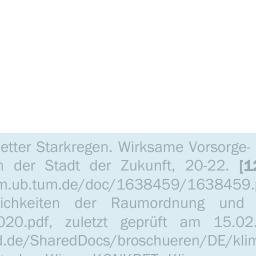 etter Starkregen. Wirksame Vorsorge-
der Stadt der Zukunft, 20-22. [12
m.ub.tum.de/doc/1638459/1638459.p
ichkeiten der Raumordnung und
020.pdf, zuletzt geprüft am 15.02.
d.de/SharedDocs/broschueren/DE/klim